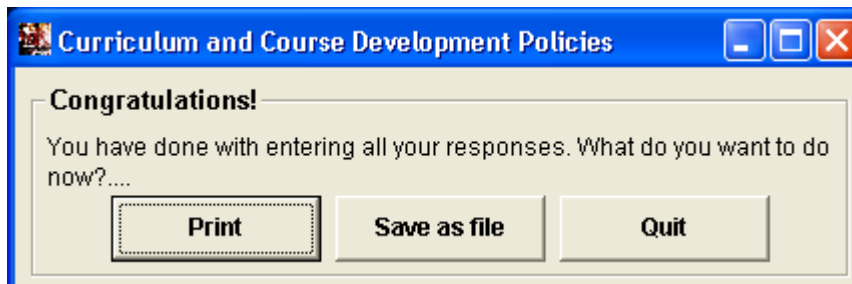 Curriculum and Course Development Policies
Congratulations!
You have done with entering all your responses. What do you want to do
now?....
Print Save as file Quit